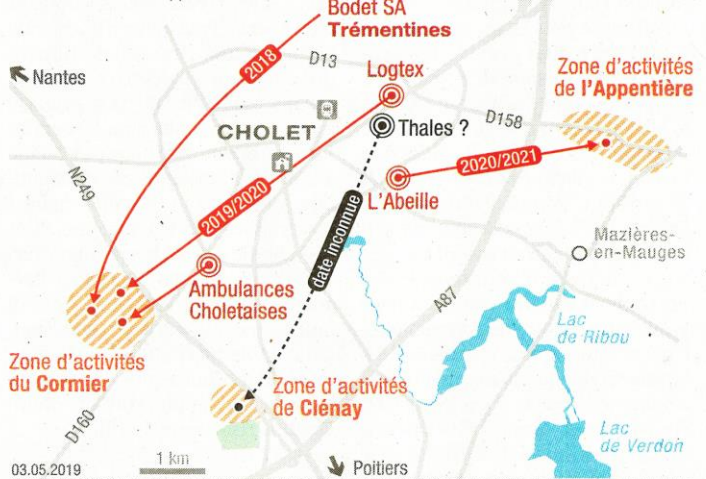 Bodet SA
Trémentines
2018
D13
Nantes
Logtex
Zone d'activités
de l'Appentière
CHOLET
Thales ?
D158
N249
2020/2021
2019/2020
L'Abeille
date inconnue
Mazières-
en-Mauges
Ambulances
Choletaises
A87
Lac
de Ribou
Zone d'activités
du Cormier
Zone d'activités
de Clénay
D160
Lac
de Verdon
03.05.2019
1 km
Poitiers